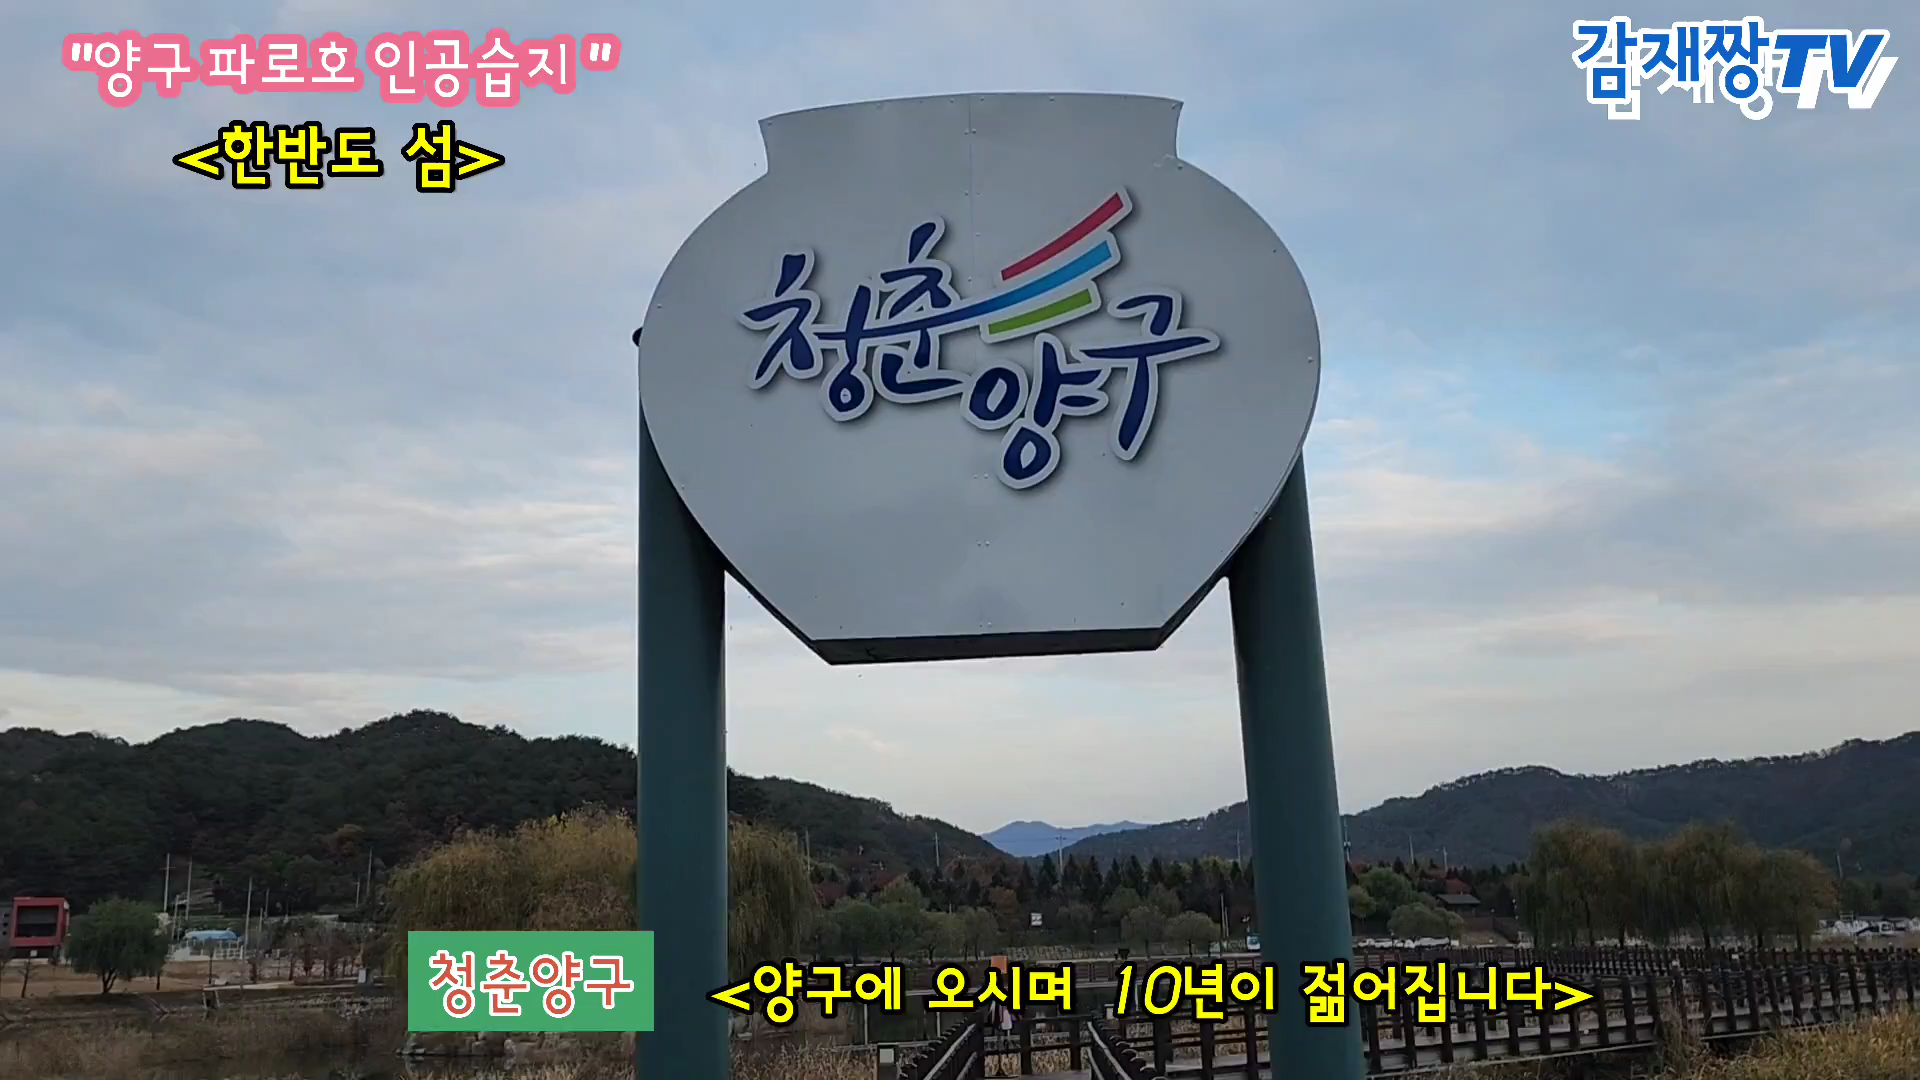 "양구 파로호 인공습지"
<한반도 섬>
감재짱TV
청춘
양구
청춘양구
<양구에 오시며 10년이 젊어집니다>